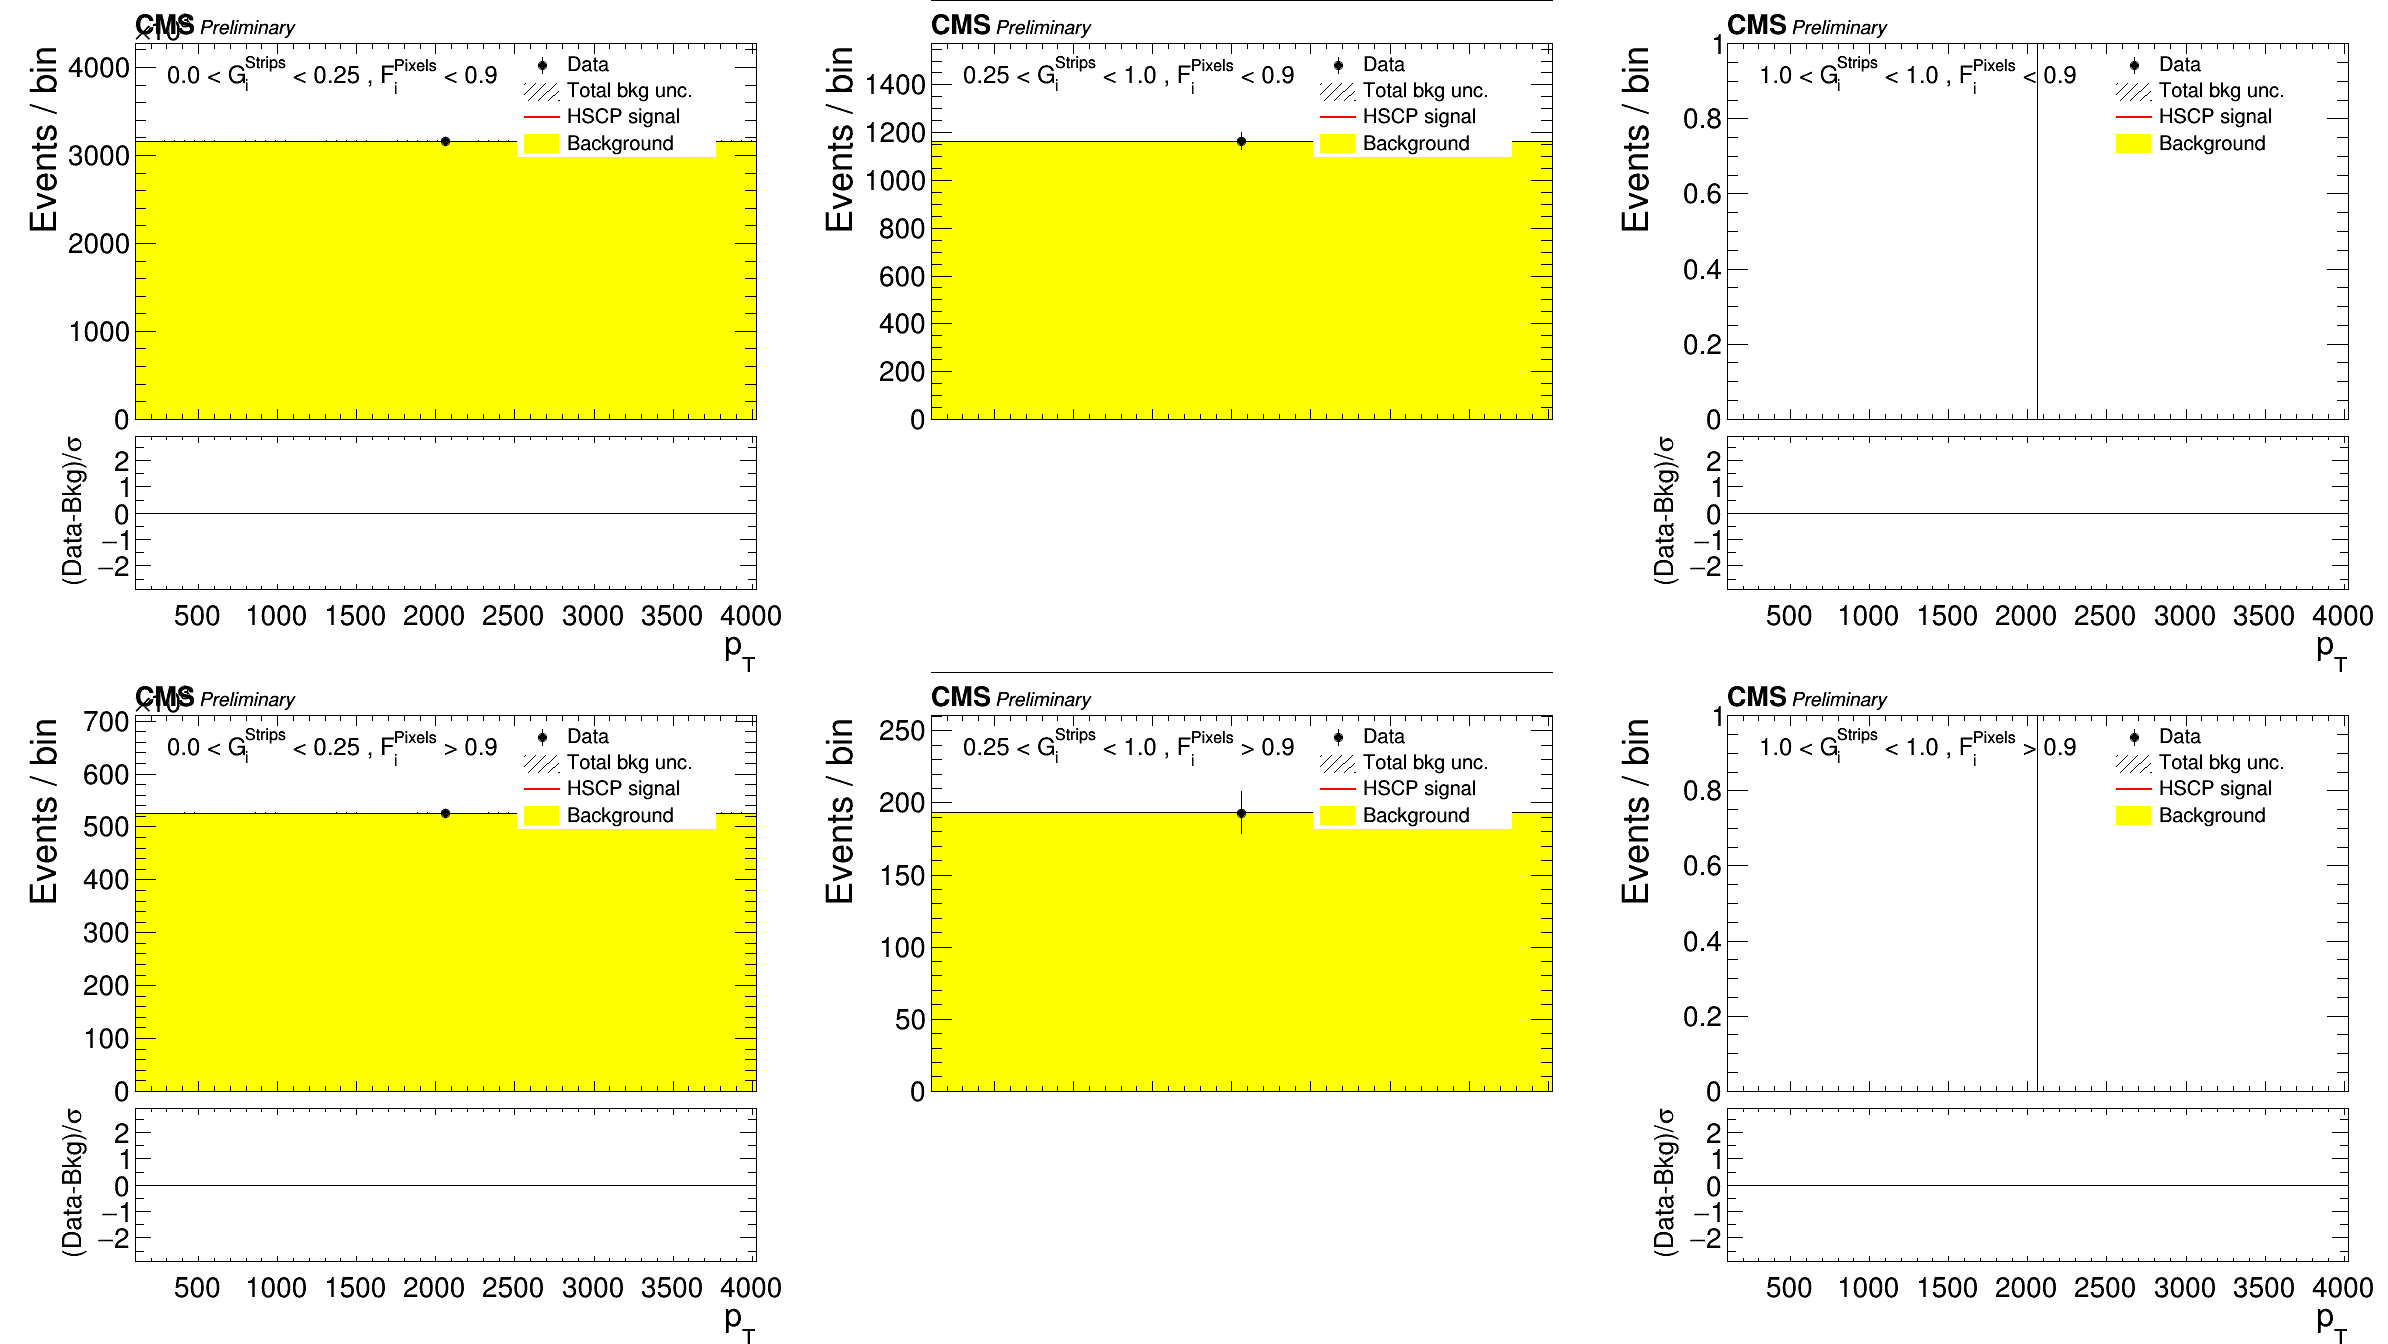 CMS Preliminary
Events / bin
4000
3000
2000
1000
0
0.0 < G_i^Strips < 0.25 , F_i^Pixels < 0.9
Data
Total bkg unc.
HSCP signal
Background
(Data-Bkg)/σ
2
1
0
−1
−2
500 1000 1500 2000 2500 3000 3500 4000
p_T
CMS Preliminary
Events / bin
1400
1200
1000
800
600
400
200
0
0.25 < G_i^Strips < 1.0 , F_i^Pixels < 0.9
Data
Total bkg unc.
HSCP signal
Background
CMS Preliminary
Events / bin
1
0.8
0.6
0.4
0.2
0
1.0 < G_i^Strips < 1.0 , F_i^Pixels < 0.9
Data
Total bkg unc.
HSCP signal
Background
(Data-Bkg)/σ
2
1
0
−1
−2
500 1000 1500 2000 2500 3000 3500 4000
p_T
CMS Preliminary
Events / bin
700
600
500
400
300
200
100
0
0.0 < G_i^Strips < 0.25 , F_i^Pixels > 0.9
Data
Total bkg unc.
HSCP signal
Background
(Data-Bkg)/σ
2
1
0
−1
−2
500 1000 1500 2000 2500 3000 3500 4000
p_T
CMS Preliminary
Events / bin
250
200
150
100
50
0
0.25 < G_i^Strips < 1.0 , F_i^Pixels > 0.9
Data
Total bkg unc.
HSCP signal
Background
CMS Preliminary
Events / bin
1
0.8
0.6
0.4
0.2
0
1.0 < G_i^Strips < 1.0 , F_i^Pixels > 0.9
Data
Total bkg unc.
HSCP signal
Background
(Data-Bkg)/σ
2
1
0
−1
−2
500 1000 1500 2000 2500 3000 3500 4000
p_T